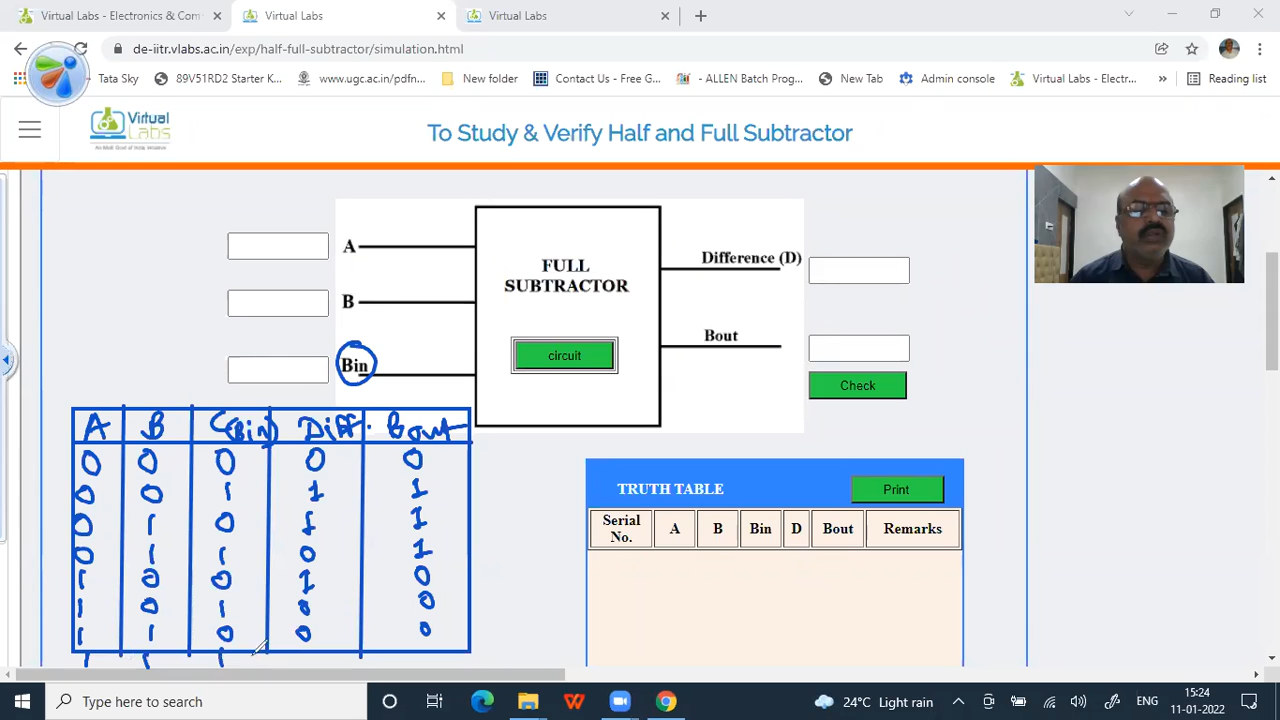 Virtual Labs - Electronics & Com
Virtual Labs
Virtual Labs
de-iitr.vlabs.ac.in/exp/half-full-subtractor/simulation.html
Tata Sky
89V51RD2 Starter K...
www.ugc.ac.in/pdfn...
New folder
Contact Us - Free G...
- ALLEN Batch Prog...
New Tab
Admin console
Virtual Labs - Electr...
Reading list
Virtual
Labs
To Study & Verify Half and Full Subtractor
A
B
Bin
FULL
SUBTRACTOR
circuit
Difference (D)
Bout
Check
A B C(Bin) Diff. Bout
0 0 0 0 0
0 0 1 1 1
0 1 0 1 1
0 1 1 0 1
1 0 0 1 0
1 0 1 0 0
1 1 0 0 0
1 1 1
TRUTH TABLE
Print
Serial No. A B Bin D Bout Remarks
Type here to search
24°C Light rain
ENG
15:24
11-01-2022